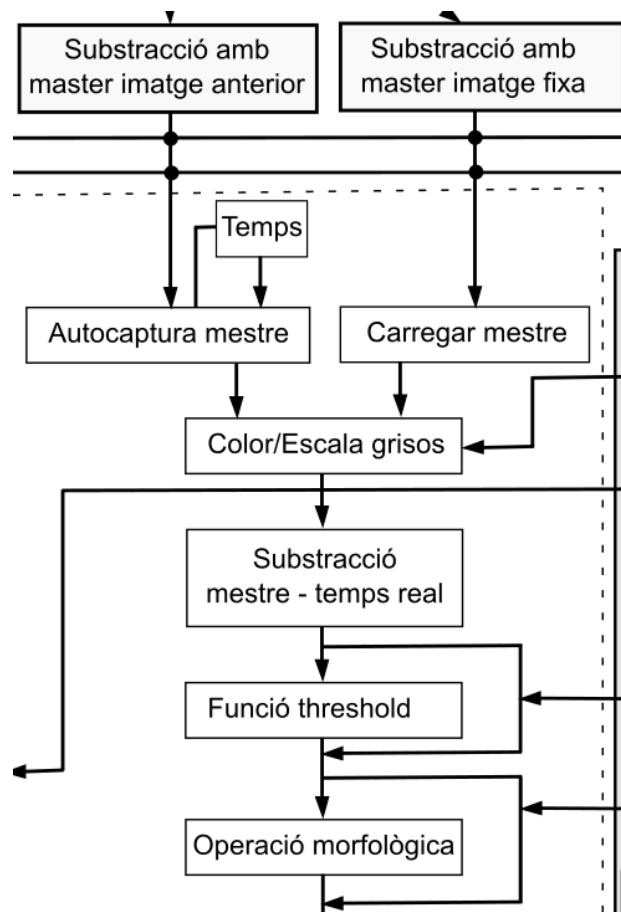 Substracció amb
master imatge anterior
Substracció amb
master imatge fixa
Temps
Autocaptura mestre
Carregar mestre
Color/Escala grisos
Substracció
mestre - temps real
Funció threshold
Operació morfològica